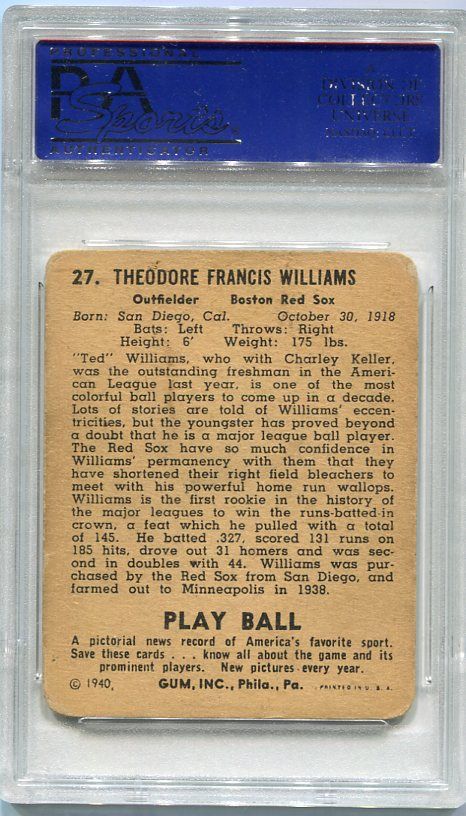 PROFESSIONAL
PSA
Sports
AUTHENTICATOR
A
DIVISION OF
COLLECTORS
UNIVERSE
27. THEODORE FRANCIS WILLIAMS
Outfielder Boston Red Sox
Born: San Diego, Cal. October 30, 1918
Bats: Left Throws: Right
Height: 6' Weight: 175 lbs.
"Ted" Williams, who with Charley Keller,
was the outstanding freshman in the Ameri-
can League last year, is one of the most
colorful ball players to come up in a decade.
Lots of stories are told of Williams' eccen-
tricities, but the youngster has proved beyond
a doubt that he is a major league ball player.
The Red Sox have so much confidence in
Williams' permanency with them that they
have shortened their right field bleachers to
meet with his powerful home run wallops.
Williams is the first rookie in the history of
the major leagues to win the runs-batted-in
crown, a feat which he pulled with a total
of 145. He batted .327, scored 131 runs on
185 hits, drove out 31 homers and was sec-
ond in doubles with 44. Williams was pur-
chased by the Red Sox from San Diego, and
farmed out to Minneapolis in 1938.
PLAY BALL
A pictorial news record of America's favorite sport.
Save these cards . . . know all about the game and its
prominent players. New pictures every year.
© 1940, GUM, INC., Phila., Pa. PRINTED IN U. S. A.